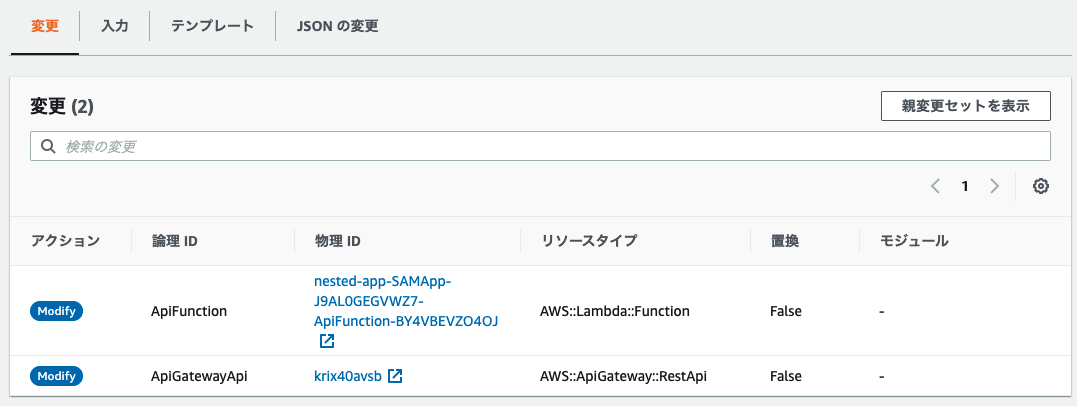 変更 入力 テンプレート JSON の変更
変更 (2) 親変更セットを表示
検索の変更
1
アクション 論理 ID 物理 ID リソースタイプ 置換 モジュール
nested-app-SAMApp-
J9AL0GEGVWZ7-
Modify ApiFunction ApiFunction-BY4VBEVZO4OJ AWS::Lambda::Function False -
Modify ApiGatewayApi krix40avsb AWS::ApiGateway::RestApi False -